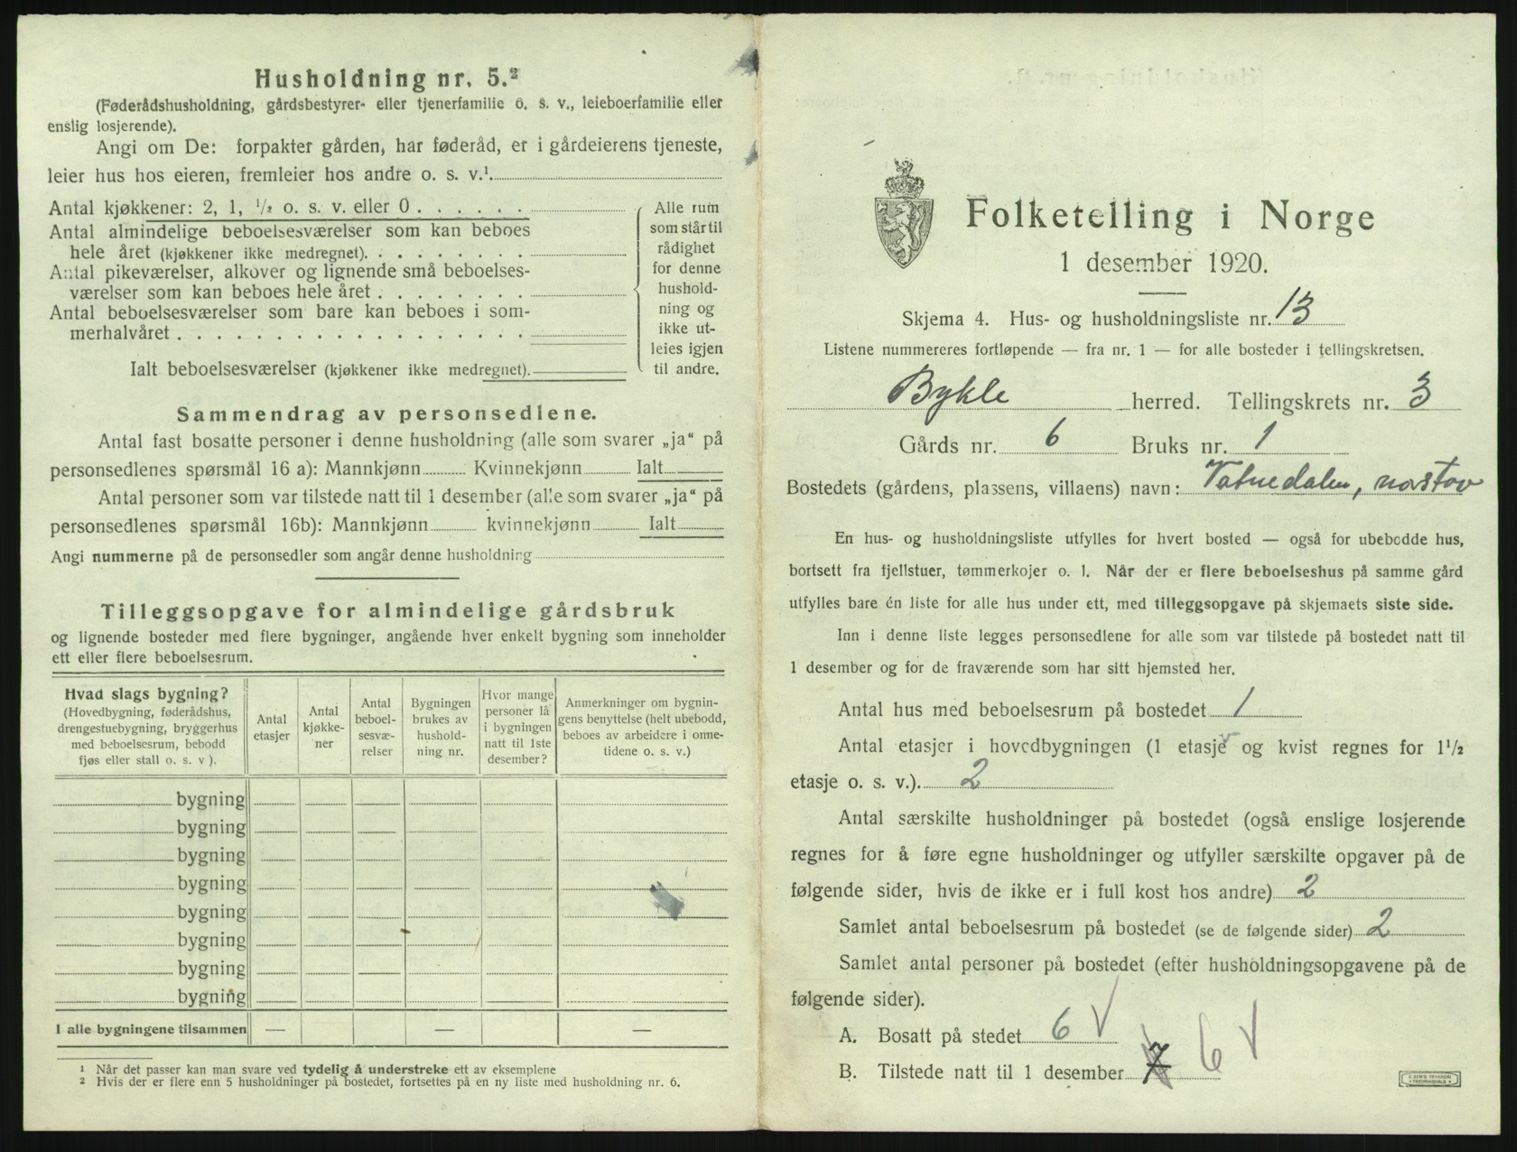 Husholdning nr. 5.²
(Føderådshusholdning, gårdsbestyrer- eller tjenerfamilie o. s. v., leieboerfamilie eller
enslig losjerende).
Angi om De: forpakter gården, har føderåd, er i gårdeierens tjeneste,
leier hus hos eieren, fremleier hos andre o. s. v.¹.
Antal kjøkkener: 2, 1, ½ o. s. v. eller 0
Antal almindelige beboelsesværelser som kan beboes
hele året (kjøkkener ikke medregnet).
Antal pikeværelser, alkover og lignende små beboelses-
værelser som kan beboes hele året
Antal beboelsesværelser som bare kan beboes i som-
merhalvåret
Ialt beboelsesværelser (kjøkkener ikke medregnet).
Alle rum
som står til
rådighet
for denne
hushold-
ning og
ikke ut-
leies igjen
til andre.
Sammendrag av personsedlene.
Antal fast bosatte personer i denne husholdning (alle som svarer „ja“ på
personsedlenes spørsmål 16 a): Mannkjønn Kvinnekjønn Ialt
Antal personer som var tilstede natt til 1 desember (alle som svarer „ja“ på
personsedlenes spørsmål 16b): Mannkjønn kvinnekjønn Ialt
Angi nummerne på de personsedler som angår denne husholdning
Tilleggsopgave for almindelige gårdsbruk
og lignende bosteder med flere bygninger, angående hver enkelt bygning som inneholder
ett eller flere beboelsesrum.
Hvad slags bygning?
(Hovedbygning, føderådshus,
drengestuebygning, bryggerhus
med beboelsesrum, bebodd
fjøs eller stall o. s. v ).
Antal
etasjer
Antal
kjøkke-
ner
Antal
beboel-
sesvæ-
relser
Bygningen
brukes av
hushold-
ning nr.
Hvor mange
personer lå
i bygningen
natt til 1ste
desember?
Anmerkninger om bygnin-
gens benyttelse (helt ubebodd,
beboes av arbeidere i onne-
tidene o. s. v.)
bygning
bygning
bygning
bygning
bygning
bygning
bygning
bygning
I alle bygningene tilsammen — — —
¹ Når det passer kan man svare ved tydelig å understreke ett av eksemplene
² Hvis der er flere enn 5 husholdninger på bostedet, fortsettes på en ny liste med husholdning nr. 6.
Folketelling i Norge
1 desember 1920.
Skjema 4. Hus- og husholdningsliste nr. 13
Listene nummereres fortløpende — fra nr. 1 — for alle bosteder i tellingskretsen.
Bykle herred. Tellingskrets nr. 3
Gårds nr. 6 Bruks nr. 1
Bostedets (gårdens, plassens, villaens) navn: Vatnedalen, norstov
En hus- og husholdningsliste utfylles for hvert bosted — også for ubebodde hus,
bortsett fra fjellstuer, tømmerkojer o. l. Når der er flere beboelseshus på samme gård
utfylles bare én liste for alle hus under ett, med tilleggsopgave på skjemaets siste side.
Inn i denne liste legges personsedlene for alle som var tilstede på bostedet natt til
1 desember og for de fraværende som har sitt hjemsted her.
Antal hus med beboelsesrum på bostedet 1
Antal etasjer i hovedbygningen (1 etasje og kvist regnes for 1½
etasje o. s. v.). 2
Antal særskilte husholdninger på bostedet (også enslige losjerende
regnes for å føre egne husholdninger og utfyller særskilte opgaver på de
følgende sider, hvis de ikke er i full kost hos andre) 2
Samlet antal beboelsesrum på bostedet (se de følgende sider) 2
Samlet antal personer på bostedet (efter husholdningsopgavene på de
følgende sider).
A. Bosatt på stedet 6 V
B. Tilstede natt til 1 desember 7 6 V